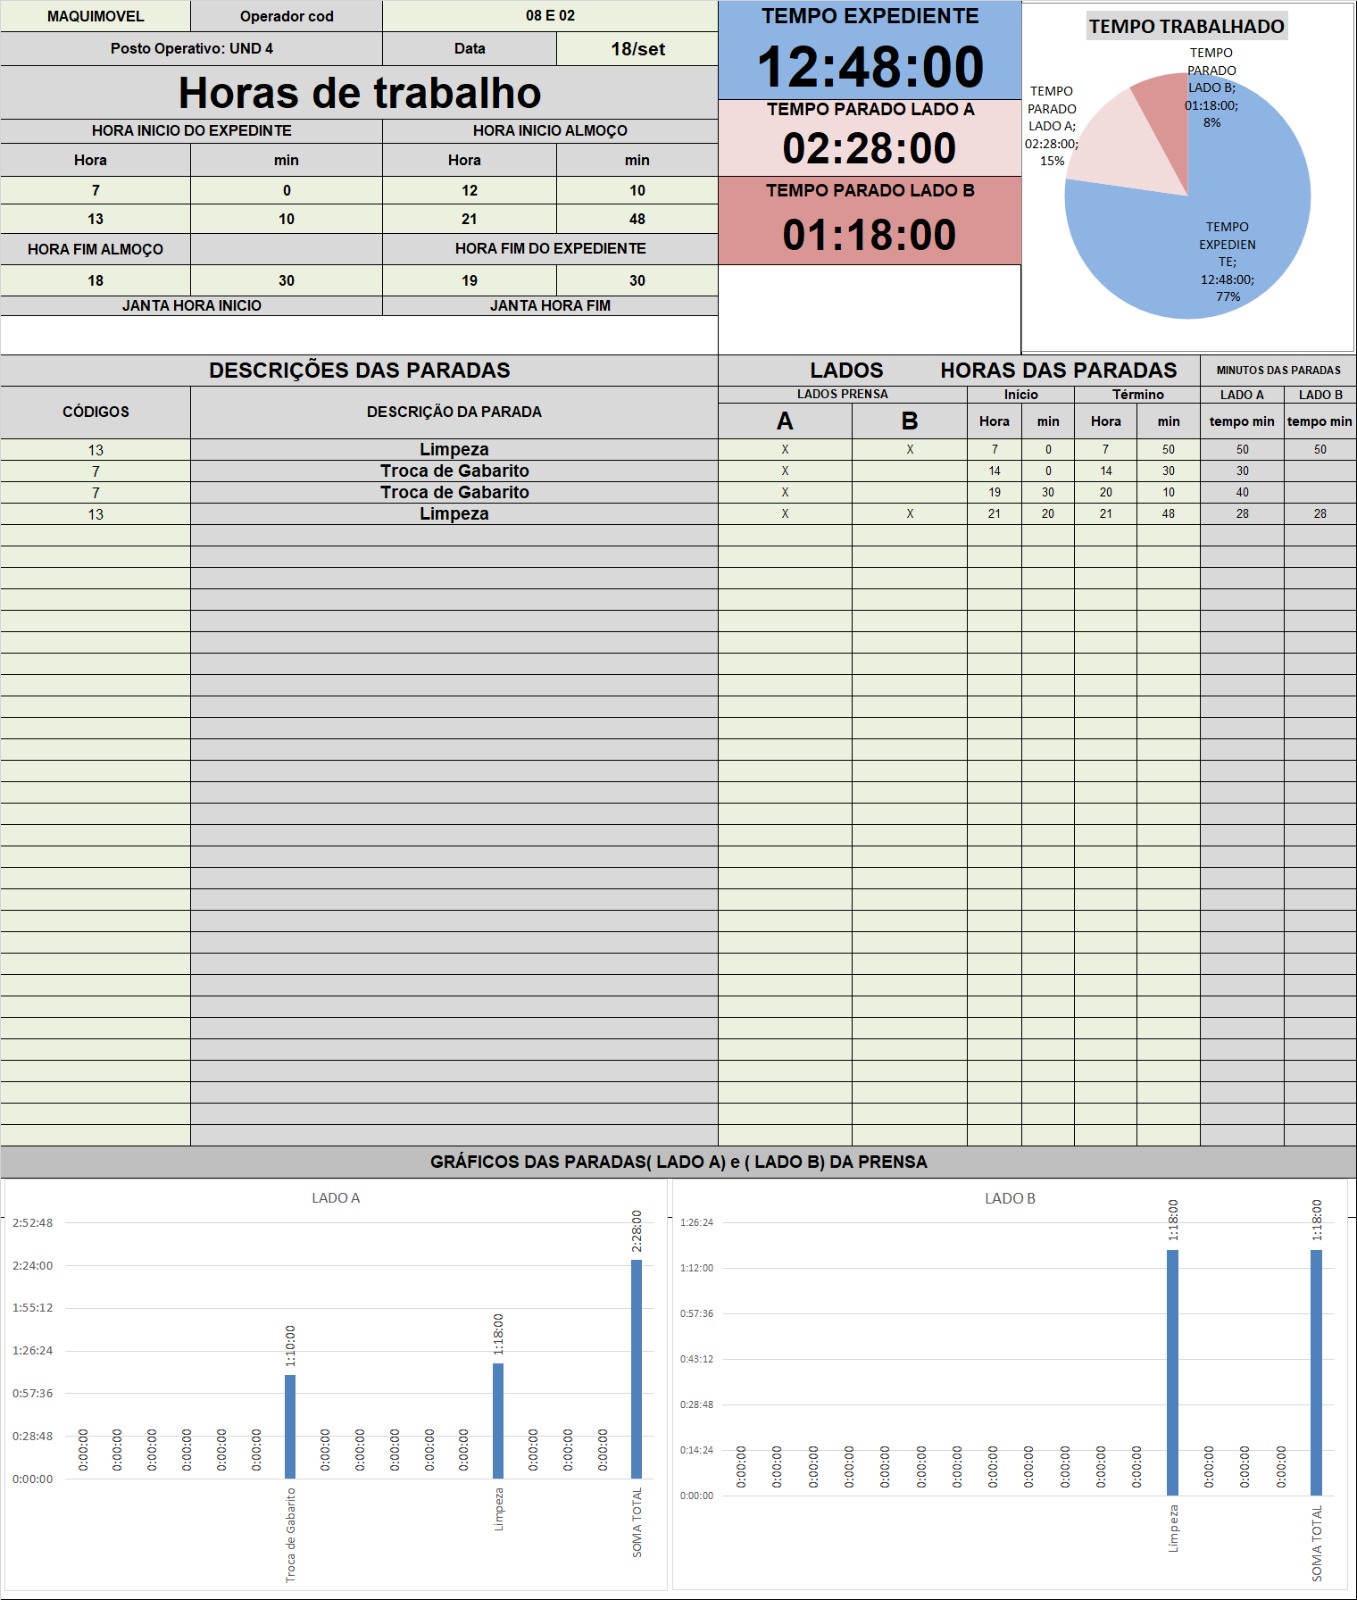 MAQUIMOVEL Operador cod 08 E 02
Posto Operativo: UND 4 Data 18/set
Horas de trabalho
HORA INICIO DO EXPEDINTE HORA INICIO ALMOÇO
Hora min Hora min
7 0 12 10
13 10 21 48
HORA FIM ALMOÇO HORA FIM DO EXPEDIENTE
18 30 19 30
JANTA HORA INICIO JANTA HORA FIM
TEMPO EXPEDIENTE
12:48:00
TEMPO PARADO LADO A
02:28:00
TEMPO PARADO LADO B
01:18:00
TEMPO TRABALHADO
TEMPO
PARADO
LADO B;
01:18:00;
8%
TEMPO
PARADO
LADO A;
02:28:00;
15%
TEMPO
EXPEDIEN
TE;
12:48:00;
77%
DESCRIÇÕES DAS PARADAS LADOS HORAS DAS PARADAS MINUTOS DAS PARADAS
CÓDIGOS DESCRIÇÃO DA PARADA LADOS PRENSA Início Término LADO A LADO B
A B Hora min Hora min tempo min tempo min
13 Limpeza X X 7 0 7 50 50 50
7 Troca de Gabarito X 14 0 14 30 30
7 Troca de Gabarito X 19 30 20 10 40
13 Limpeza X X 21 20 21 48 28 28
GRÁFICOS DAS PARADAS( LADO A) e ( LADO B) DA PRENSA
LADO A
2:52:48
2:24:00
1:55:12
1:26:24
0:57:36
0:28:48
0:00:00
0:00:00 0:00:00 0:00:00 0:00:00 0:00:00 0:00:00 1:10:00 0:00:00 0:00:00 0:00:00 0:00:00 0:00:00 1:18:00 0:00:00 0:00:00 0:00:00 2:28:00
Troca de Gabarito Limpeza SOMA TOTAL
LADO B
1:26:24
1:12:00
0:57:36
0:43:12
0:28:48
0:14:24
0:00:00
0:00:00 0:00:00 0:00:00 0:00:00 0:00:00 0:00:00 0:00:00 0:00:00 0:00:00 0:00:00 0:00:00 0:00:00 1:18:00 0:00:00 0:00:00 0:00:00 1:18:00
Limpeza SOMA TOTAL